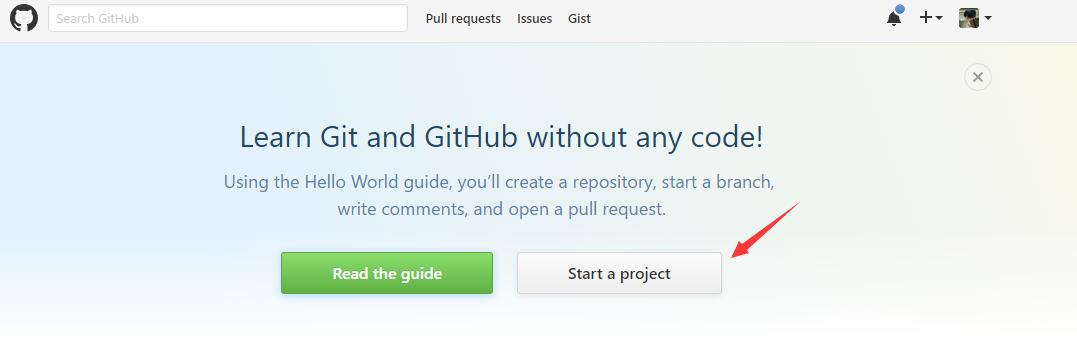 Search GitHub
Pull requests Issues Gist
Learn Git and GitHub without any code!
Using the Hello World guide, you’ll create a repository, start a branch,
write comments, and open a pull request.
Read the guide
Start a project